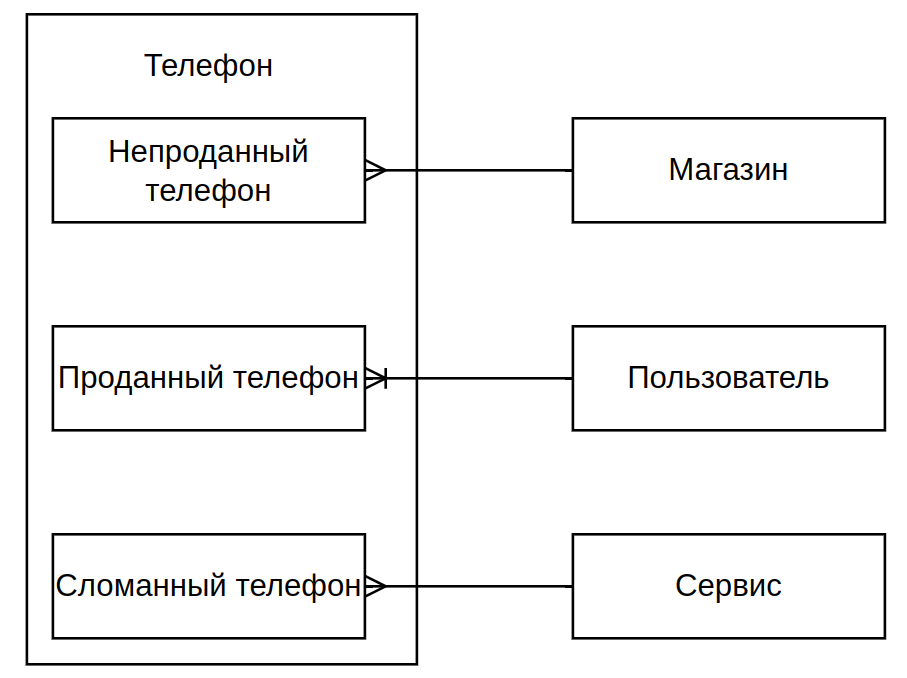 Телефон
Непроданный
телефон
Магазин
Проданный телефон
Пользователь
Сломанный телефон
Сервис